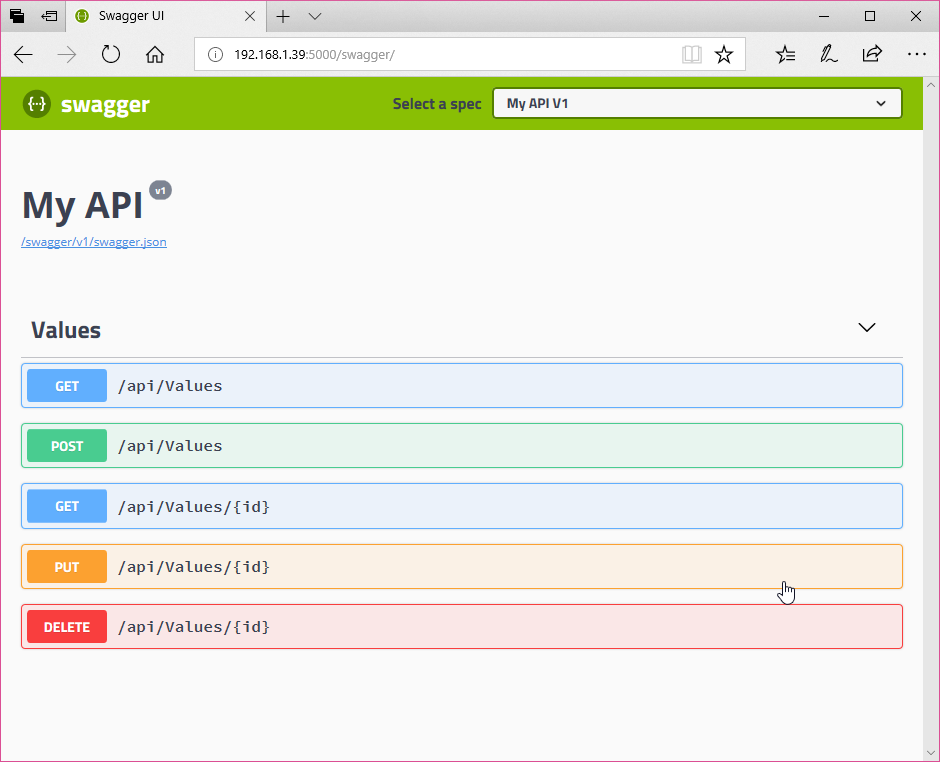 Swagger UI
192.168.1.39:5000/swagger/
{··} swagger Select a spec My API V1
My API v1
/swagger/v1/swagger.json
Values
GET /api/Values
POST /api/Values
GET /api/Values/{id}
PUT /api/Values/{id}
DELETE /api/Values/{id}